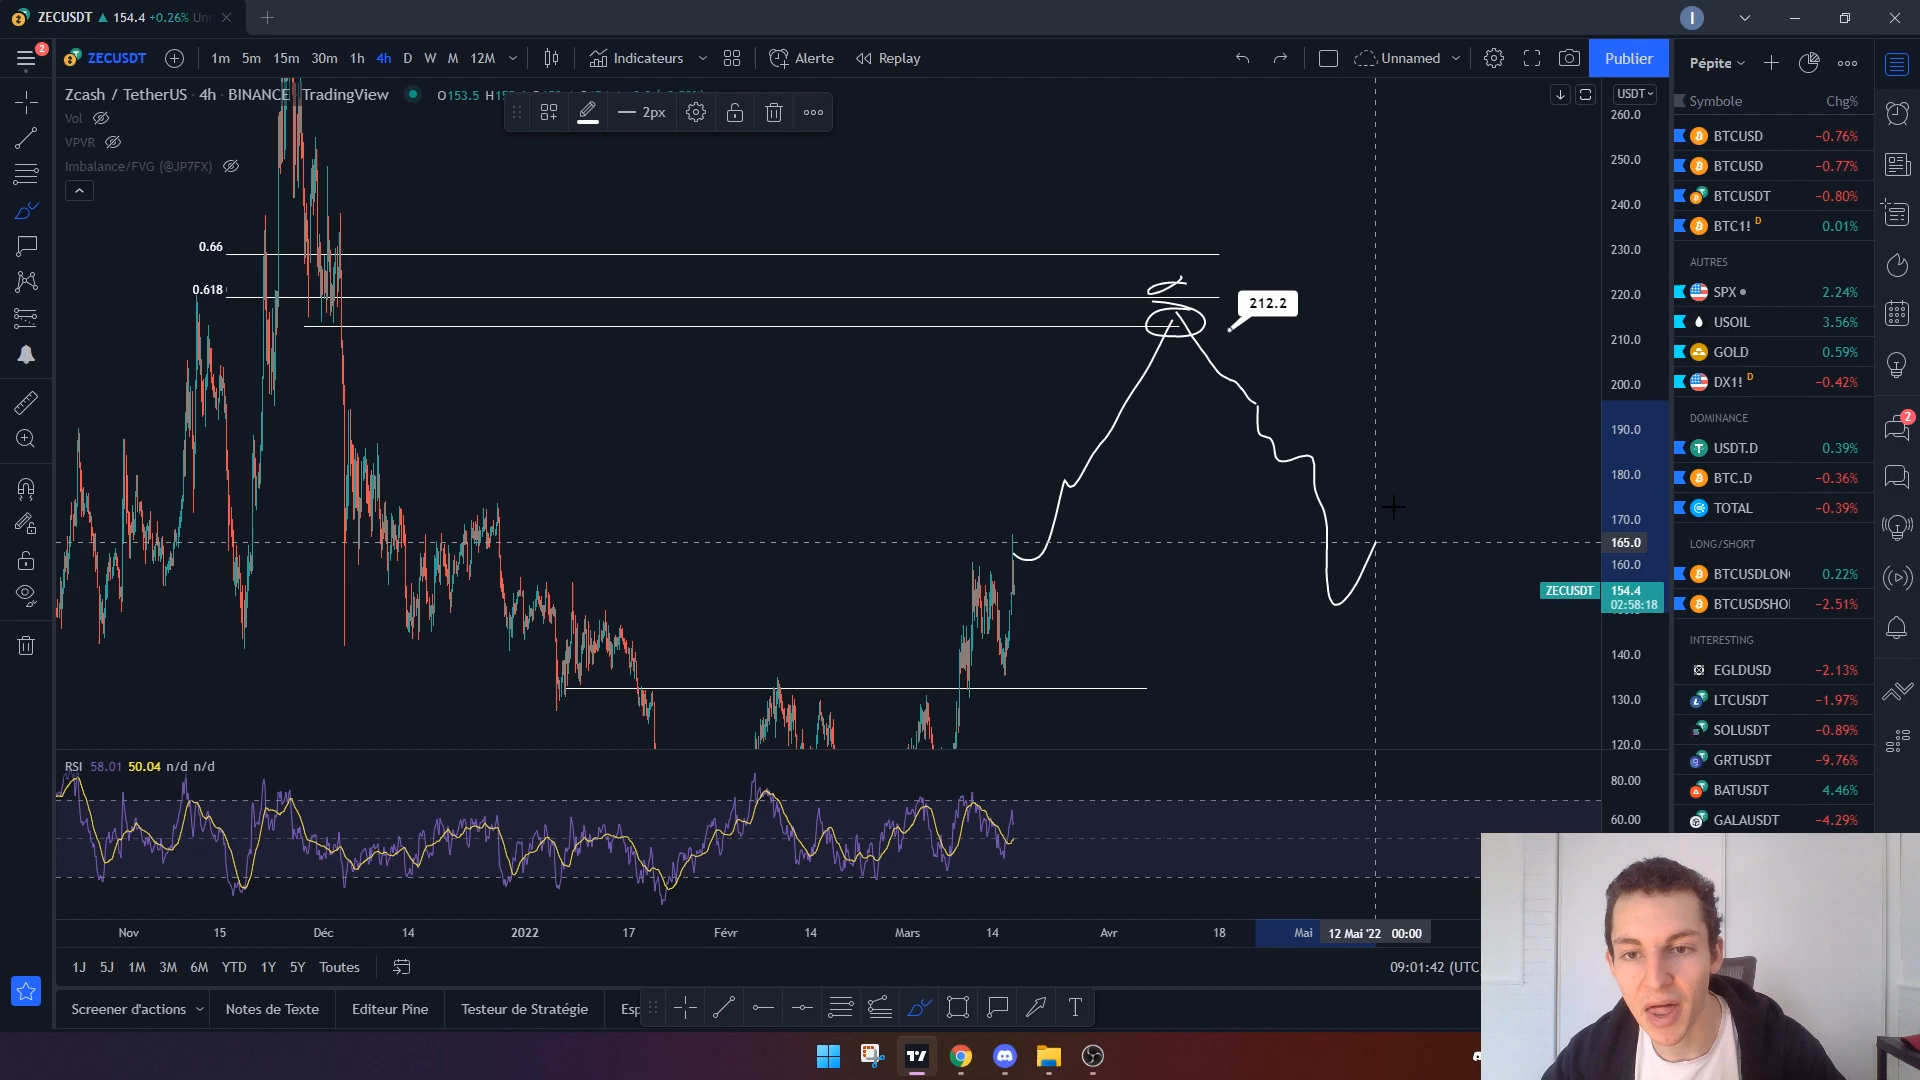 ZECUSDT ▲ 154.4 +0.26% Un
I
2
ZECUSDT
1m 5m 15m 30m 1h 4h D W M 12M
Indicateurs
Alerte
Replay
Unnamed
Publier
Zcash / TetherUS · 4h · BINANCE · TradingView
O153.5
Vol
VPVR
Imbalance/FVG (@JP7FX)
2px
USDT
0.66
0.618
212.2
260.0
250.0
240.0
230.0
220.0
210.0
200.0
190.0
180.0
170.0
165.0
160.0
ZECUSDT 154.4
02:58:18
140.0
130.0
120.0
RSI 58.01 50.04 n/d n/d
80.00
60.00
Nov 15 Déc 14 2022 17 Févr 14 Mars 14 Avr 18 Mai 12 Mai '22 00:00
1J 5J 1M 3M 6M YTD 1Y 5Y Toutes
09:01:42 (UTC
Screener d'actions
Notes de Texte
Editeur Pine
Testeur de Stratégie
Esp
T
Pépite
Symbole Chg%
BTCUSD −0.76%
BTCUSD −0.77%
BTCUSDT −0.80%
BTC1! D 0.01%
AUTRES
SPX 2.24%
USOIL 3.56%
GOLD 0.59%
DX1! D −0.42%
DOMINANCE
USDT.D 0.39%
BTC.D −0.36%
TOTAL −0.39%
LONG/SHORT
BTCUSDLON 0.22%
BTCUSDSHO −2.51%
INTERESTING
EGLDUSD −2.13%
LTCUSDT −1.97%
SOLUSDT −0.89%
GRTUSDT −9.76%
BATUSDT 4.46%
GALAUSDT −4.29%
2